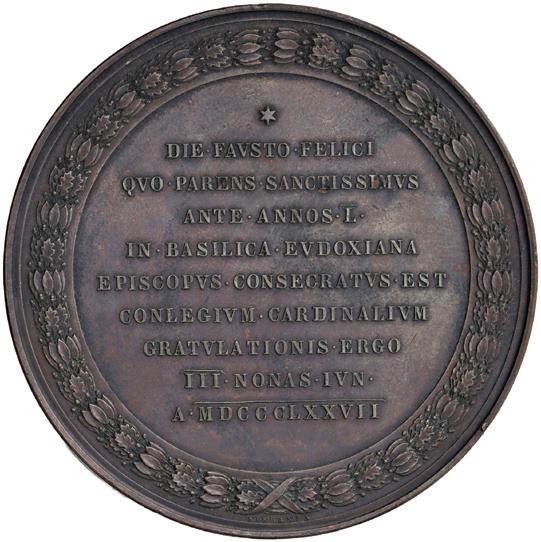 DIE·FAVSTO·FELICI
QVO·PARENS·SANCTISSIMVS
ANTE·ANNOS·L·
IN·BASILICA·EVDOXIANA
EPISCOPVS·CONSECRATVS·EST
CONLEGIVM·CARDINALIVM
GRATVLATIONIS·ERGO
III·NONAS·IVN·
A·MDCCCLXXVII